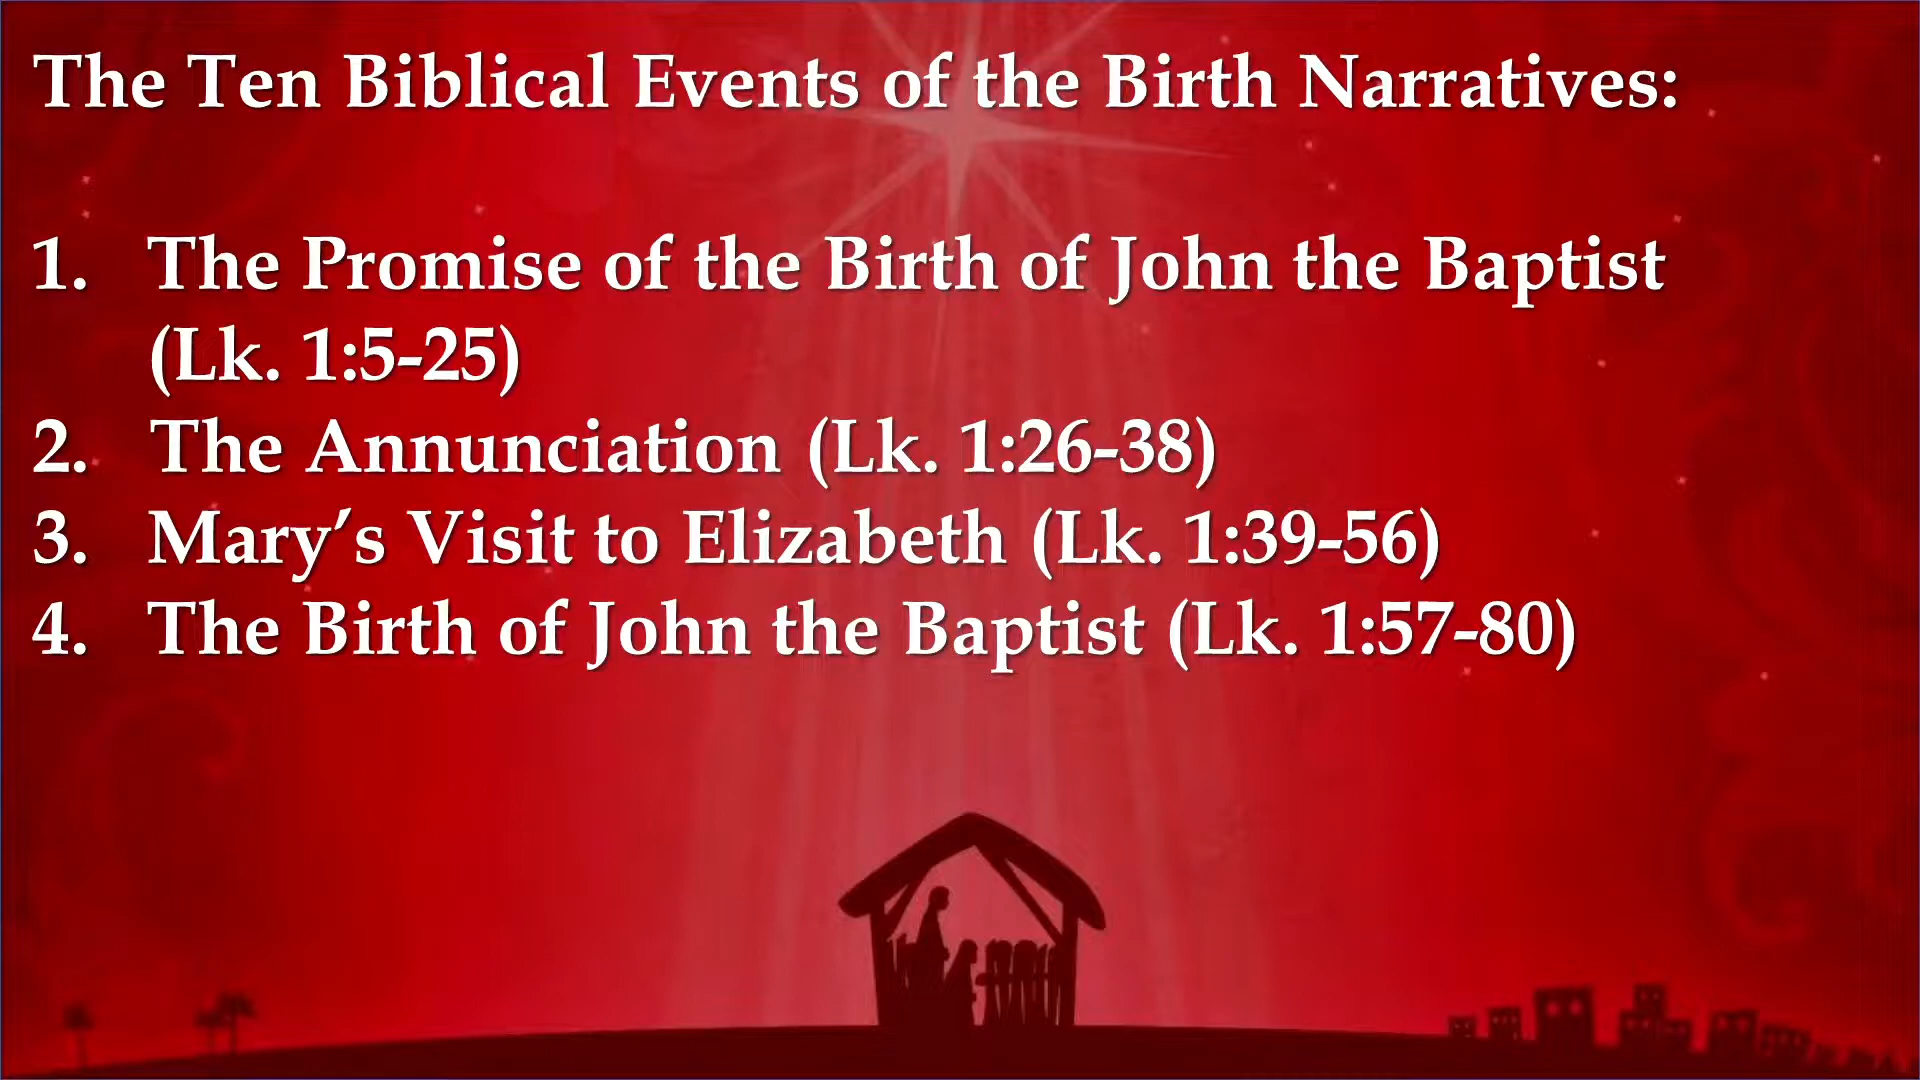 The Ten Biblical Events of the Birth Narratives:
1. The Promise of the Birth of John the Baptist
(Lk. 1:5-25)
2. The Annunciation (Lk. 1:26-38)
3. Mary’s Visit to Elizabeth (Lk. 1:39-56)
4. The Birth of John the Baptist (Lk. 1:57-80)